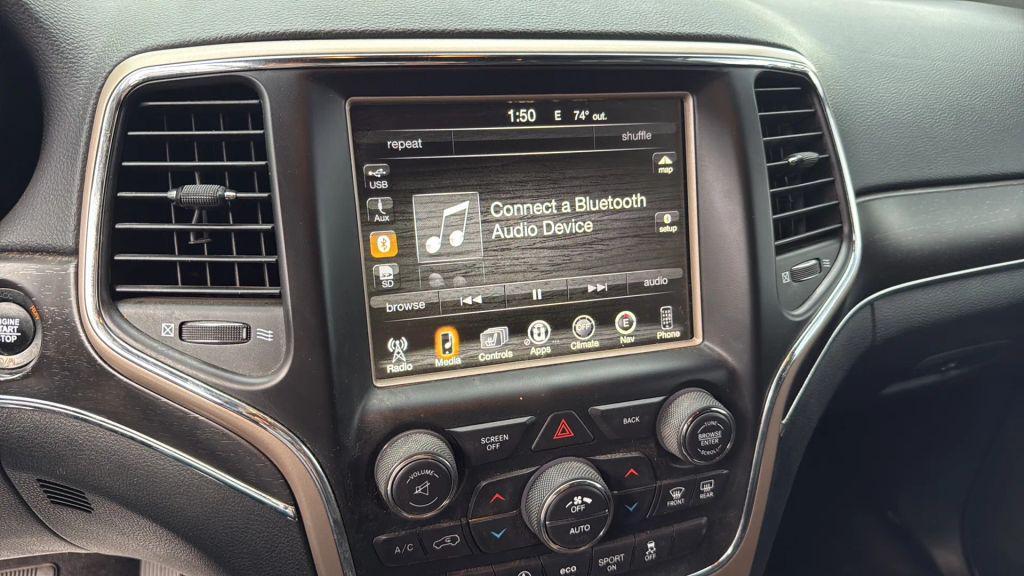 1:50 E 74° out.
repeat
shuffle
USB
map
Aux
Connect a Bluetooth
Audio Device
setup
SD
browse
audio
Radio
Media
Controls
OFF
Apps
Climate
E
Nav
Phone
ENGINE
START
STOP
SCREEN
OFF
BACK
TUNE
BROWSE
ENTER
SCROLL
VOLUME
OFF
AUTO
FRONT
REAR
A/C
eco
SPORT
ON
OFF